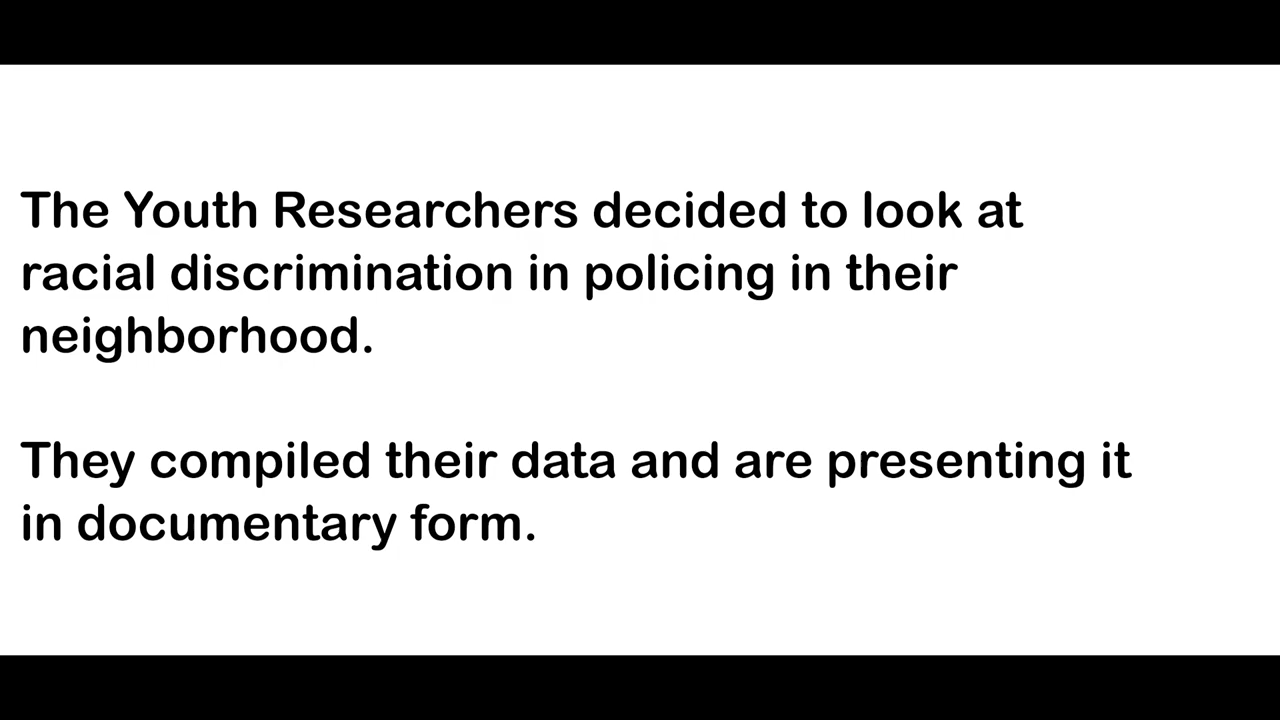 The Youth Researchers decided to look at
racial discrimination in policing in their
neighborhood.
They compiled their data and are presenting it
in documentary form.